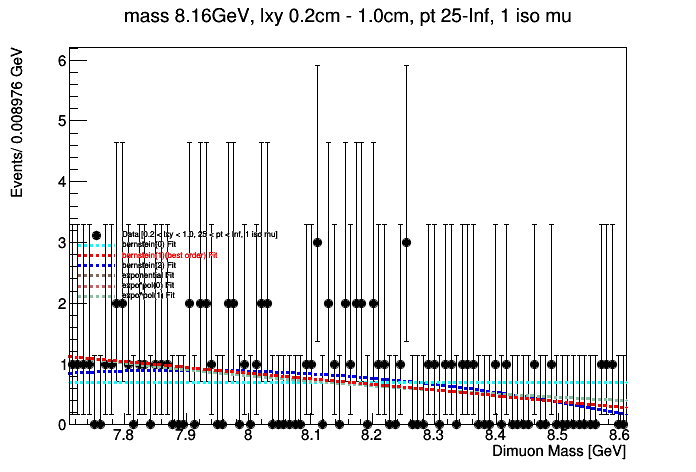 mass 8.16GeV, lxy 0.2cm - 1.0cm, pt 25-Inf, 1 iso mu
Events/ 0.008976 GeV
6
5
4
3
2
1
0
Data [0.2 < lxy < 1.0, 25 < pt < Inf, 1 iso mu]
bernstein(0) Fit
bernstein(1)(best order) Fit
bernstein(2) Fit
exponential Fit
expo*pol(0) Fit
expo*pol(1) Fit
7.8 7.9 8 8.1 8.2 8.3 8.4 8.5 8.6
Dimuon Mass [GeV]